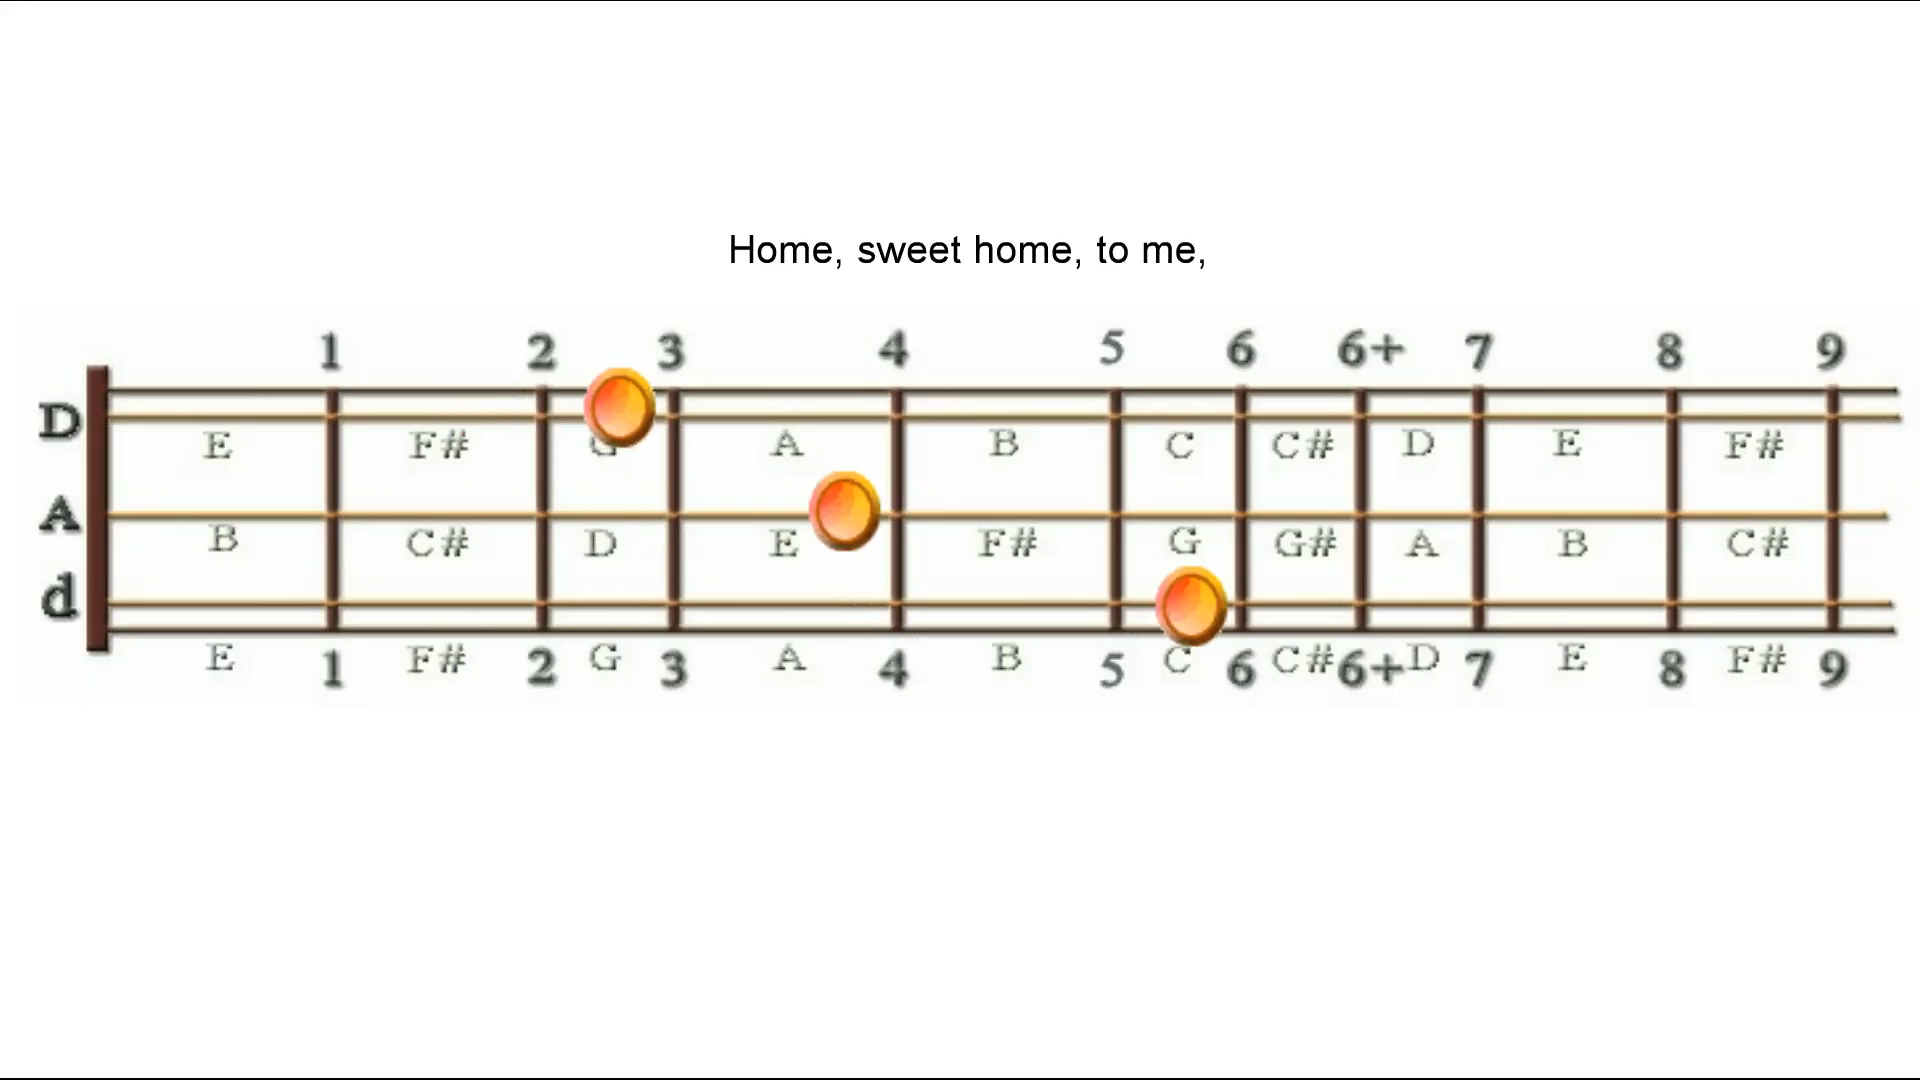 Home, sweet home, to me,
1 2 3 4 5 6 6+ 7 8 9
D
E F# G A B C C# D E F#
A
B C# D E F# G G# A B C#
d
E 1 F# 2 G 3 A 4 B 5 C 6 C# 6+ D 7 E 8 F# 9